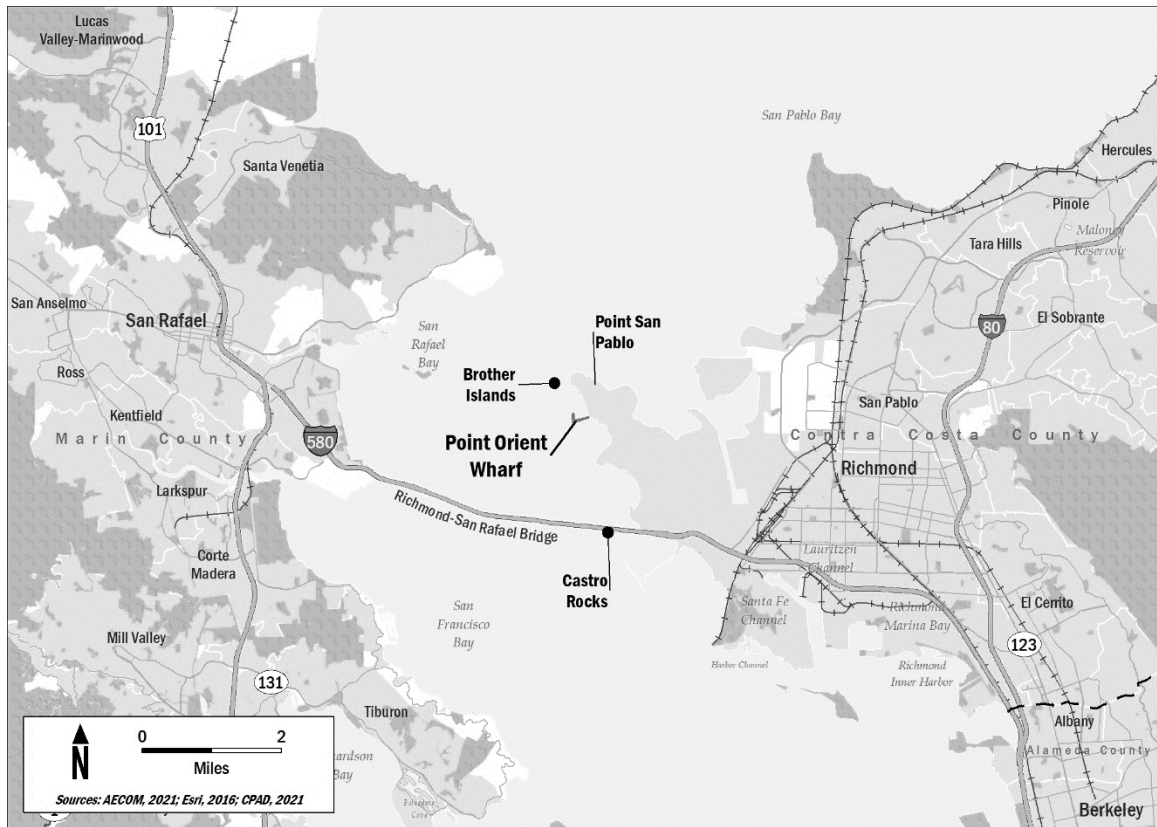 Lucas
Valley-Marinwood
101
Santa Venetia
San Pablo Bay
Hercules
Pinole
Tara Hills
Maloney
Reservoir
San Anselmo
San Rafael
San
Rafael
Bay
Point San
Pablo
80
El Sobrante
Brother
Islands
Ross
Kentfield
San Pablo
Marin County
580
Point Orient
Wharf
Contra Costa County
Richmond
Larkspur
Richmond-San Rafael Bridge
Corte
Madera
Castro
Rocks
Lauritzen
Channel
San
Francisco
Bay
Santa Fe
Channel
Richmond
Marina Bay
El Cerrito
Mill Valley
123
Harbor Channel
Richmond
Inner Harbor
131
Tiburon
Albany
Alameda County
N
0 2
Miles
ardson
Bay
Belvedere
Cove
Sources: AECOM, 2021; Esri, 2016; CPAD, 2021
Berkeley